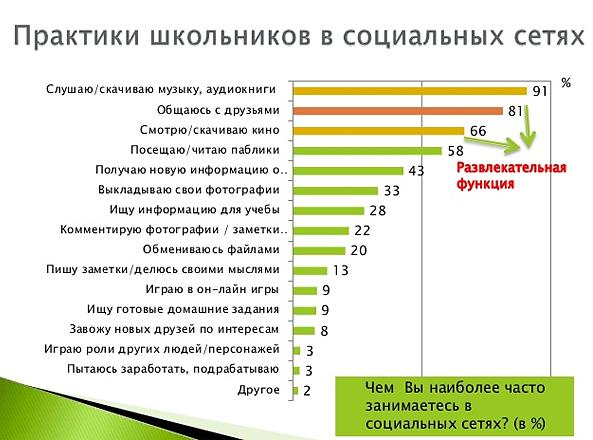 Практики школьников в социальных сетях
%
Слушаю/скачиваю музыку, аудиокниги 91
Общаюсь с друзьями 81
Смотрю/скачиваю кино 66
Посещаю/читаю паблики 58
Развлекательная
функция
Получаю новую информацию о.. 43
Выкладываю свои фотографии 33
Ищу информацию для учебы 28
Комментирую фотографии / заметки.. 22
Обмениваюсь файлами 20
Пишу заметки/делюсь своими мыслями 13
Играю в он-лайн игры 9
Ищу готовые домашние задания 9
Завожу новых друзей по интересам 8
Играю роли других людей/персонажей 3
Пытаюсь заработать, подрабатываю 3
Другое 2
Чем Вы наиболее часто
занимаетесь в
социальных сетях? (в %)